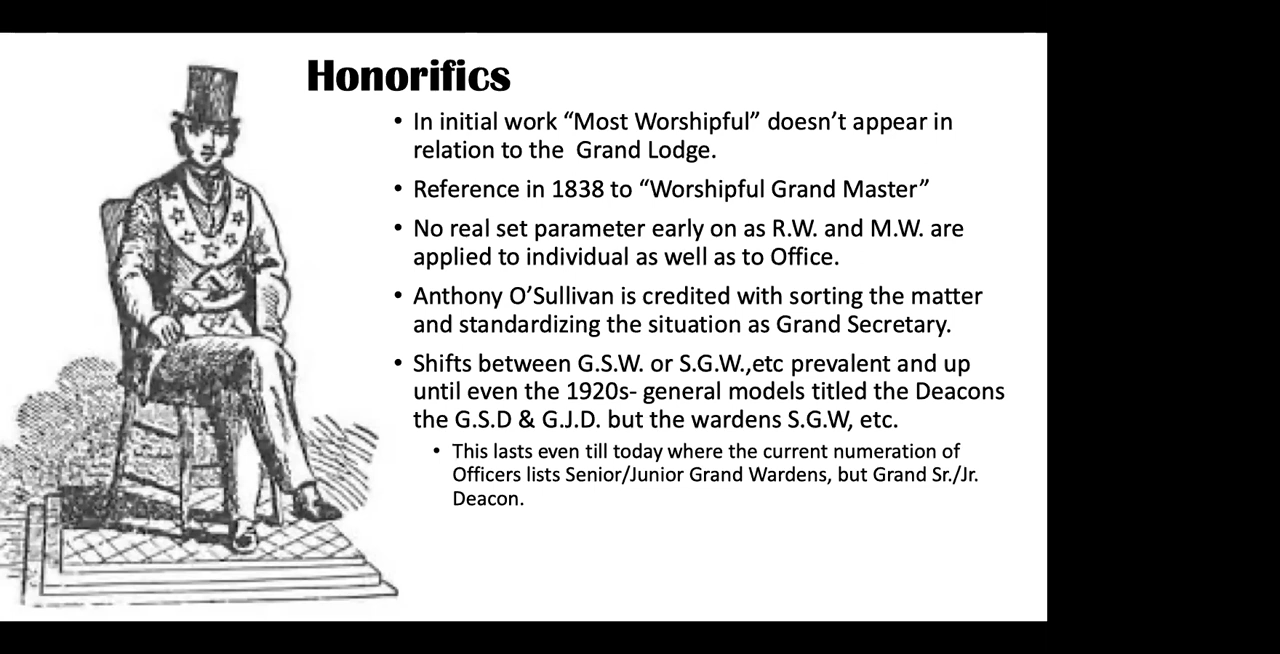 Honorifics
• In initial work “Most Worshipful” doesn’t appear in
relation to the  Grand Lodge.
• Reference in 1838 to “Worshipful Grand Master”
• No real set parameter early on as R.W. and M.W. are
applied to individual as well as to Office.
• Anthony O’Sullivan is credited with sorting the matter
and standardizing the situation as Grand Secretary.
• Shifts between G.S.W. or S.G.W.,etc prevalent and up
until even the 1920s- general models titled the Deacons
the G.S.D & G.J.D. but the wardens S.G.W, etc.
• This lasts even till today where the current numeration of
Officers lists Senior/Junior Grand Wardens, but Grand Sr./Jr.
Deacon.